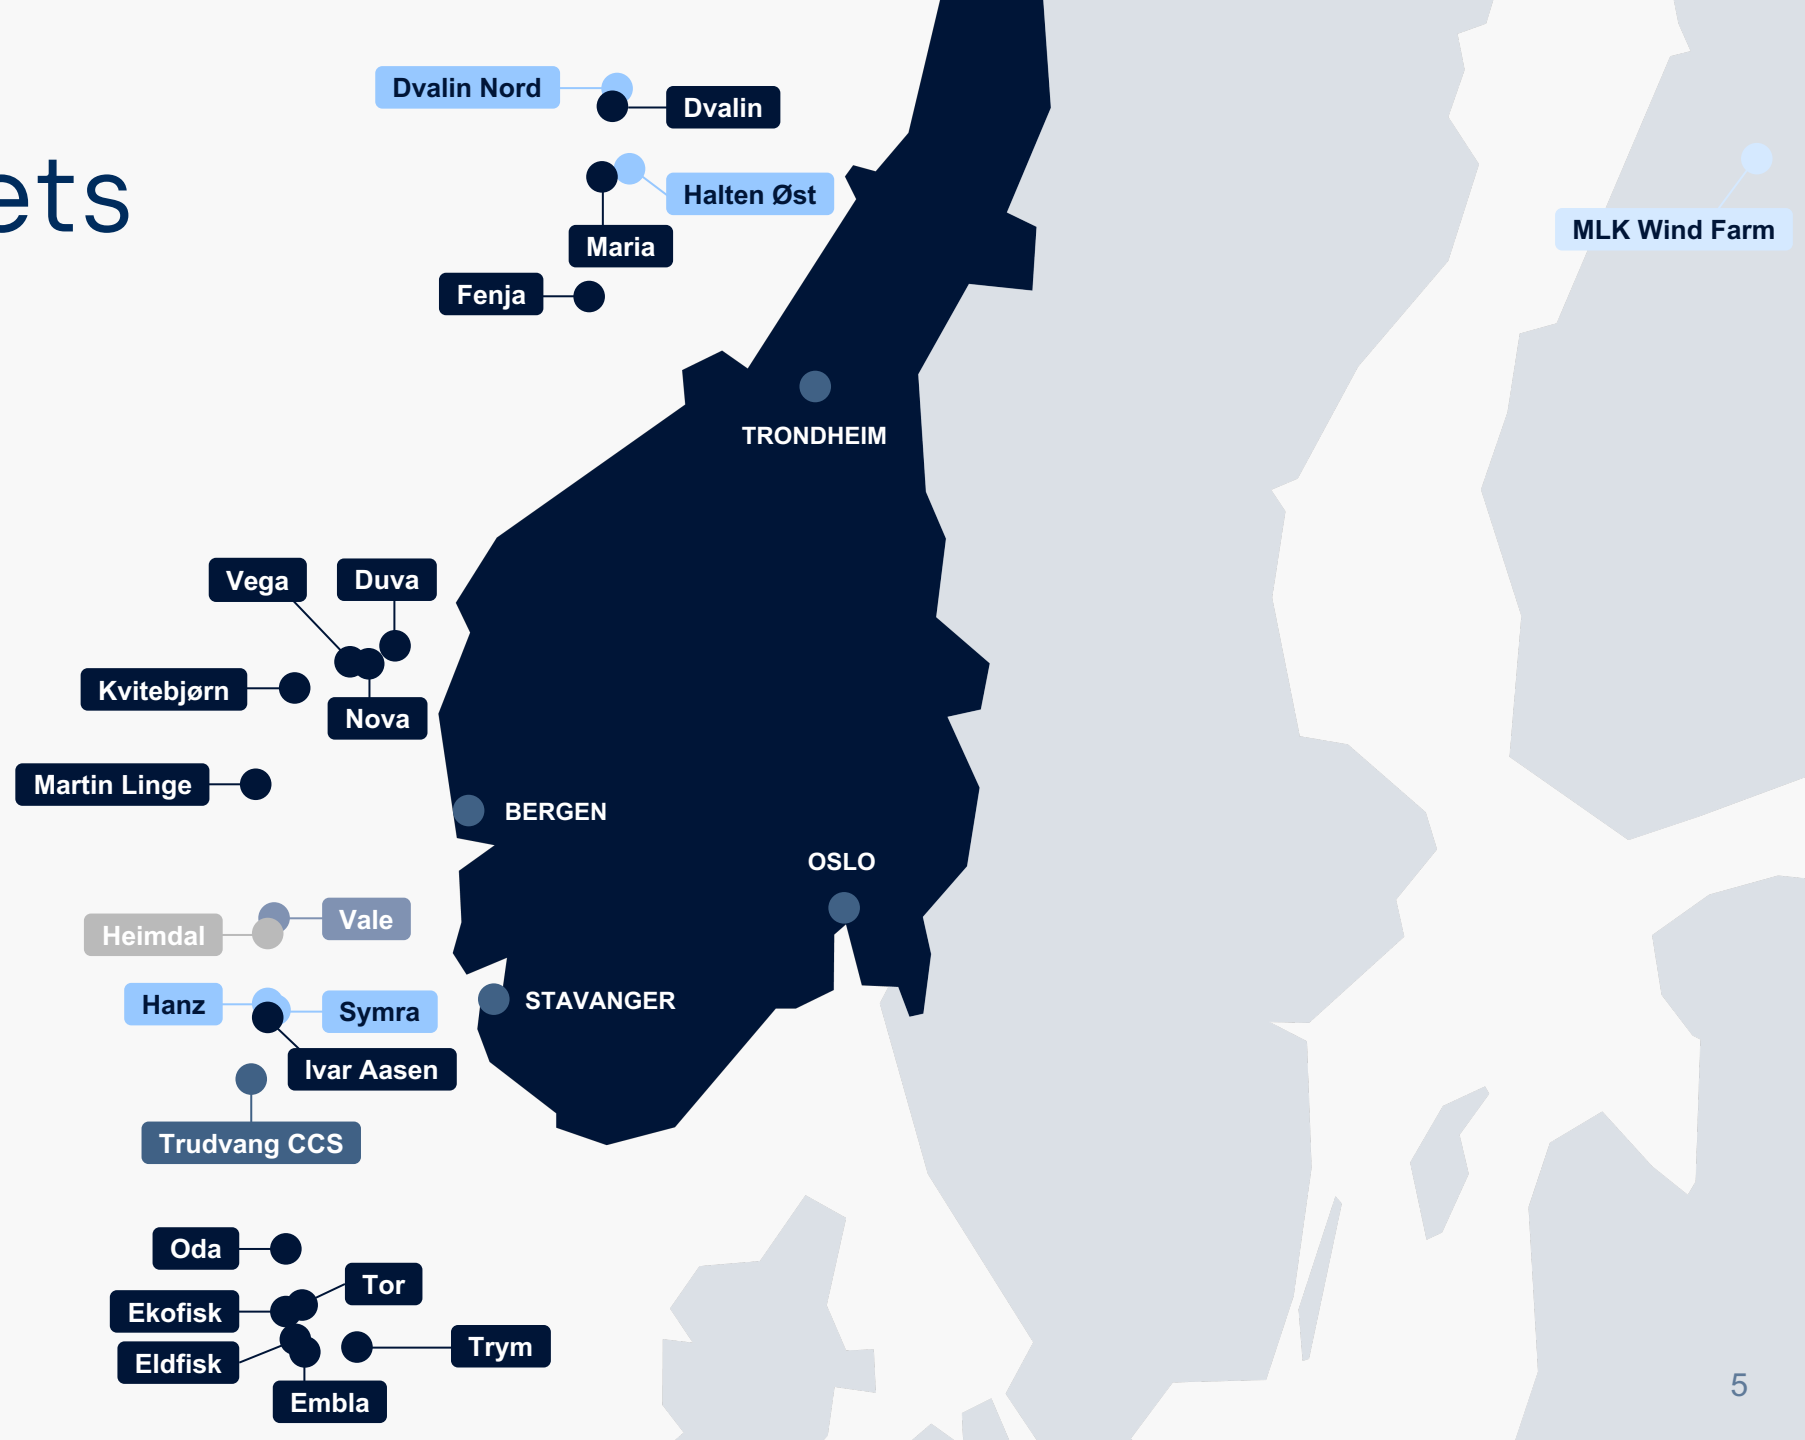 ets
Dvalin Nord
Dvalin
Halten Øst
Maria
Fenja
MLK Wind Farm
TRONDHEIM
Vega
Duva
Kvitebjørn
Nova
Martin Linge
BERGEN
OSLO
Vale
Heimdal
Hanz
Symra
STAVANGER
Ivar Aasen
Trudvang CCS
Oda
Tor
Ekofisk
Trym
Eldfisk
Embla
5